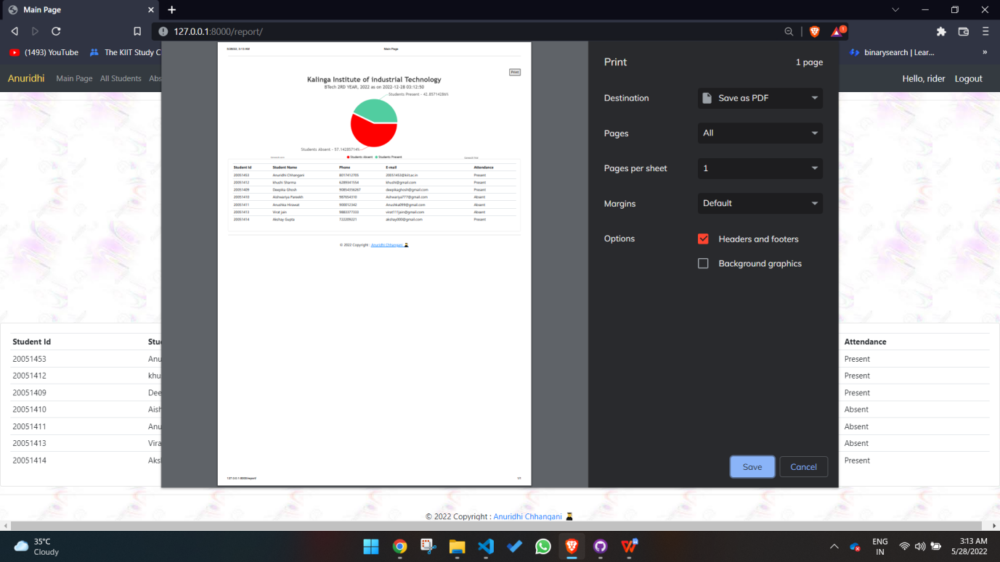 Main Page
127.0.0.1:8000/report/
1
(1493) YouTube
The KIIT Study C
binarysearch | Lear...
»
Anuridhi
Main Page
All Students
Abs
Hello, rider
Logout
5/28/22, 3:13 AM
Main Page
Print
Kalinga Institute of industrial Technology
BTech 2RD YEAR, 2022 as on 2022-12-28 03:12:50
Students Present - 42.857142865
Students Absent - 57.142857145
Students Absent Students Present
Student Id Student Name Phone E-mail Attendance
20051453 Anuridhi Chhangani 8017412705 20051453@kiit.ac.in Present
20051412 khushi Sharma 6289341554 khushi@gmail.com Present
20051409 Deepika Ghosh 90854356267 deepikaghosh@gmail.com Present
20051410 Aishwariya Pareekh 987654310 Aishwariya777@gmail.com Absent
20051411 Anushka Hirawat 900012342 Anushka099@gmail.com Absent
20051413 Virat Jain 9883377333 virat111jain@gmail.com Absent
20051414 Akshay Gupta 722209221 akshay000@gmail.com Present
© 2022 Copyright : Anuridhi Chhangani
127.0.0.1:8000/report/
1/1
Print
1 page
Destination
Save as PDF
Pages
All
Pages per sheet
1
Margins
Default
Options
Headers and footers
Background graphics
Save
Cancel
Student Id Stu Attendance
20051453 Anu Present
20051412 khu Present
20051409 Dee Present
20051410 Aish Absent
20051411 Anu Absent
20051413 Vira Absent
20051414 Aks Present
© 2022 Copyright : Anuridhi Chhangani
35°C
Cloudy
ENG
IN
3:13 AM
5/28/2022